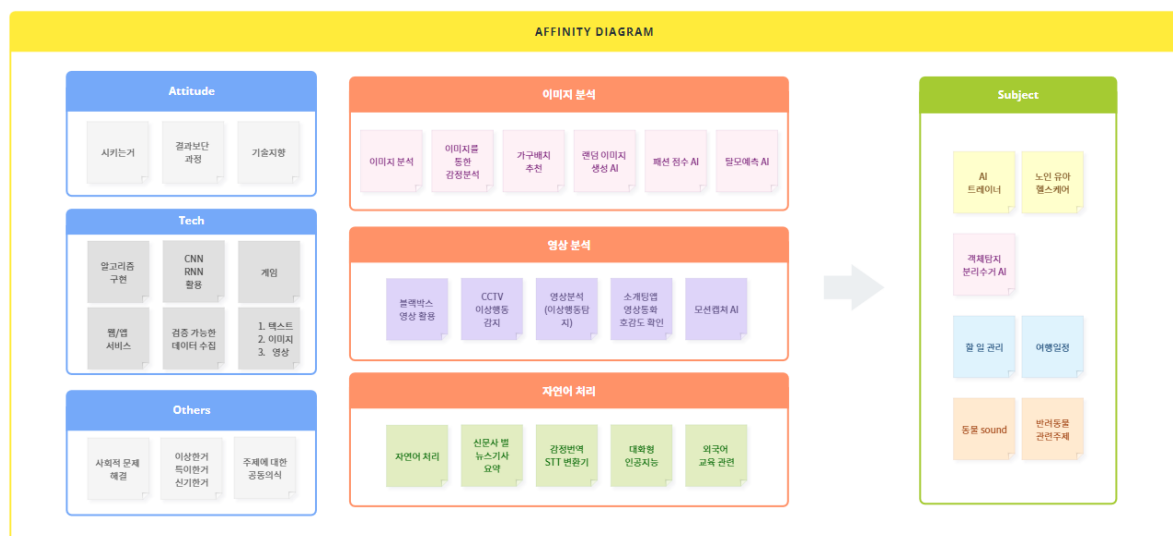 AFFINITY DIAGRAM
Attitude
시키는거
결과보단
과정
기술지향
Tech
알고리즘
구현
CNN
RNN
활용
게임
웹/앱
서비스
검증 가능한
데이터 수집
1. 텍스트
2. 이미지
3. 영상
Others
사회적 문제
해결
이상한거
특이한거
신기한거
주제에 대한
공동의식
이미지 분석
이미지 분석
이미지를
통한
감정분석
가구배치
추천
랜덤 이미지
생성 AI
패션 점수 AI
탈모예측 AI
영상 분석
블랙박스
영상 활용
CCTV
이상행동
감지
영상분석
(이상행동탐
지)
소개팅앱
영상통화
호감도 확인
모션캡처 AI
자연어 처리
자연어 처리
신문사 별
뉴스기사
요약
감정번역
STT 변환기
대화형
인공지능
외국어
교육 관련
Subject
AI
트레이너
노인 유아
헬스케어
객체탐지
분리수거 AI
할 일 관리
여행일정
동물 sound
반려동물
관련주제